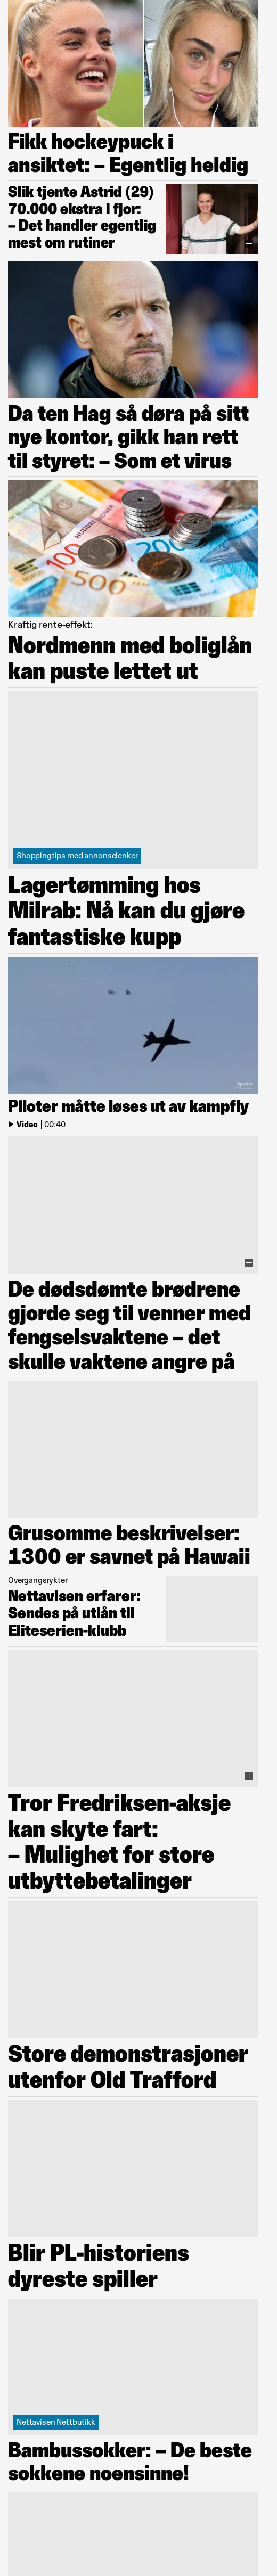 Fikk hockeypuck i
ansiktet: – Egentlig heldig
Slik tjente Astrid (29)
70.000 ekstra i fjor:
– Det handler egentlig
mest om rutiner
Da ten Hag så døra på sitt
nye kontor, gikk han rett
til styret: – Som et virus
Kraftig rente-effekt:
Nordmenn med boliglån
kan puste lettet ut
Shoppingtips med annonselenker
Lagertømming hos
Milrab: Nå kan du gjøre
fantastiske kupp
Piloter måtte løses ut av kampfly
Video | 00:40
De dødsdømte brødrene
gjorde seg til venner med
fengselsvaktene – det
skulle vaktene angre på
Grusomme beskrivelser:
1300 er savnet på Hawaii
Overgangsrykter
Nettavisen erfarer:
Sendes på utlån til
Eliteserien-klubb
Tror Fredriksen-aksje
kan skyte fart:
– Mulighet for store
utbyttebetalinger
Store demonstrasjoner
utenfor Old Trafford
Blir PL-historiens
dyreste spiller
Nettavisen Nettbutikk
Bambussokker: – De beste
sokkene noensinne!